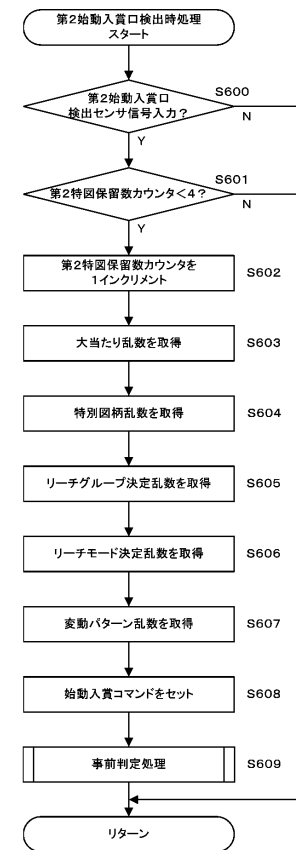 第２始動入賞口検出時処理
スタート
第２始動入賞口
検出センサ信号入力？
S600
N
Y
第２特図保留数カウンタ＜４？
S601
N
Y
第２特図保留数カウンタを
１インクリメント
S602
大当たり乱数を取得
S603
特別図柄乱数を取得
S604
リーチグループ決定乱数を取得
S605
リーチモード決定乱数を取得
S606
変動パターン乱数を取得
S607
始動入賞コマンドをセット
S608
事前判定処理
S609
リターン